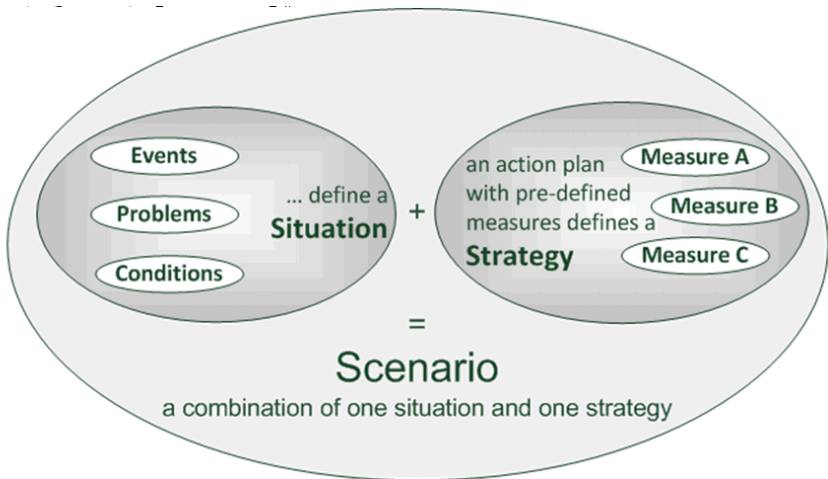 Events
Problems
Conditions
... define a
Situation
+
an action plan
with pre-defined
measures defines a
Strategy
Measure A
Measure B
Measure C
=
Scenario
a combination of one situation and one strategy